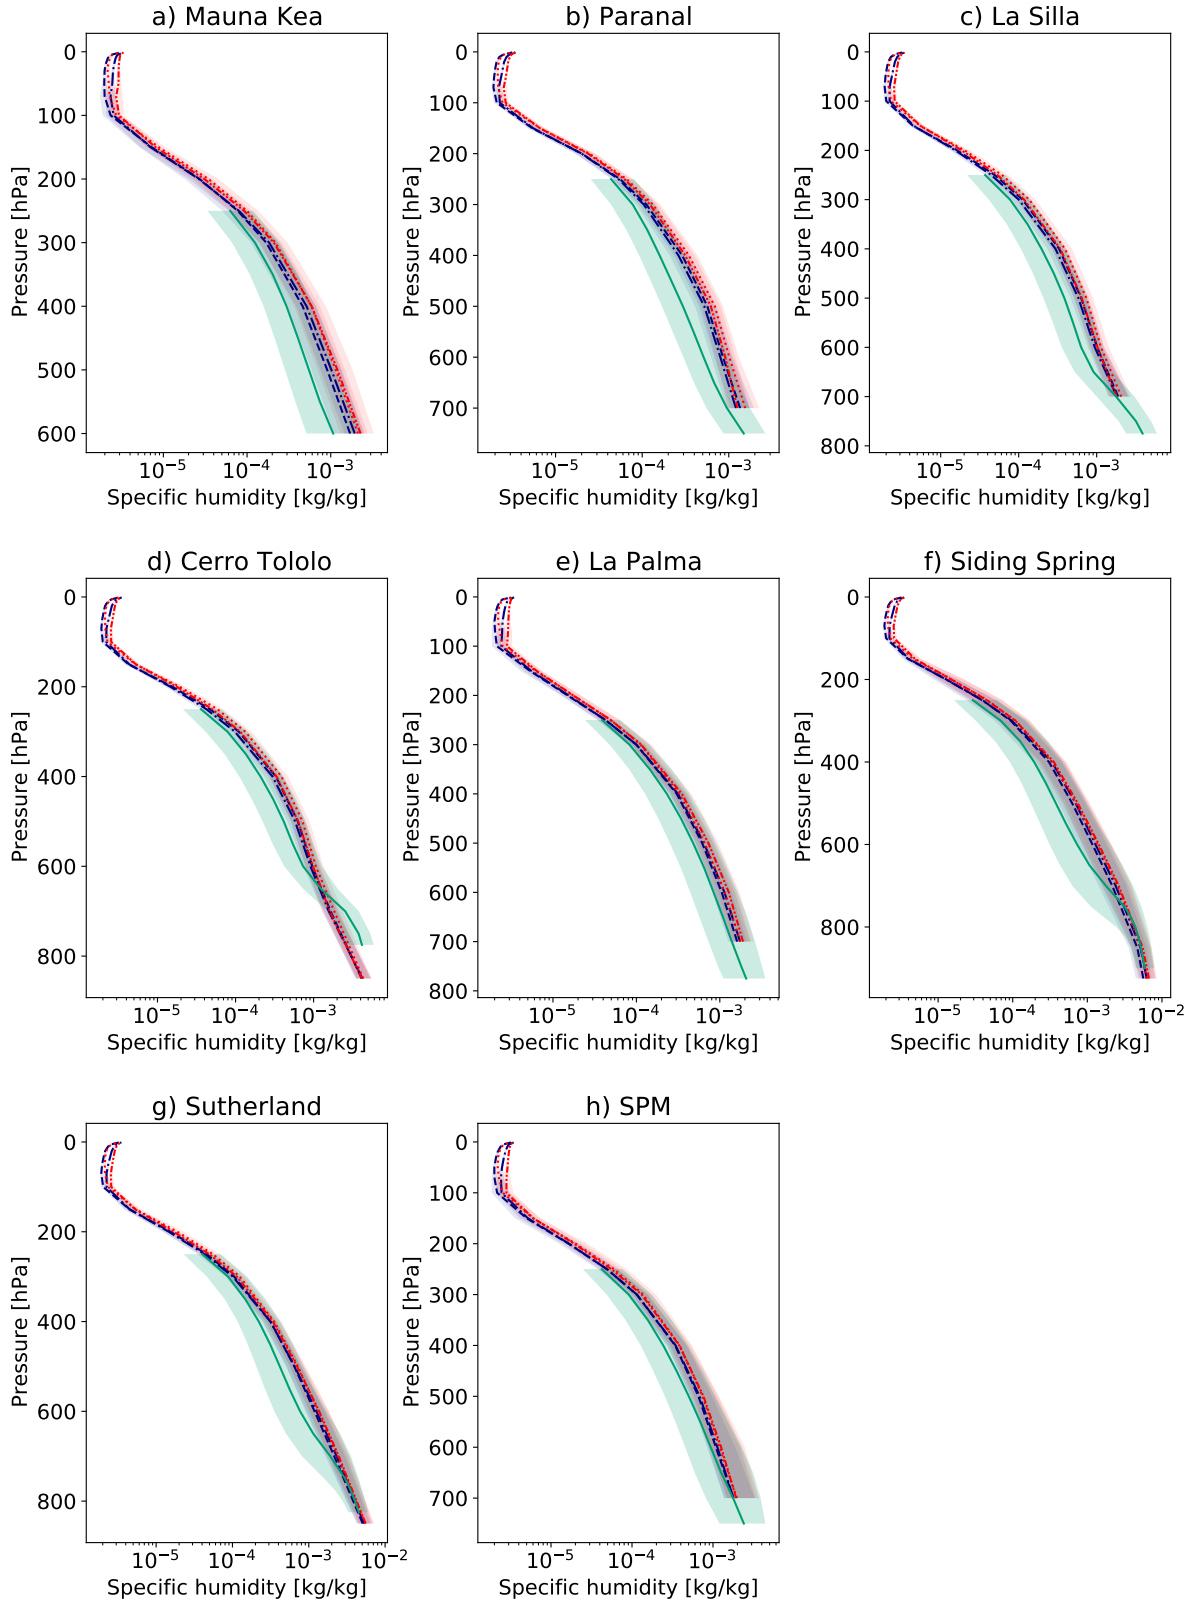 a) Mauna Kea
0
100
200
300
400
500
600
Pressure [hPa]
10⁻⁵ 10⁻⁴ 10⁻³
Specific humidity [kg/kg]
b) Paranal
0
100
200
300
400
500
600
700
Pressure [hPa]
10⁻⁵ 10⁻⁴ 10⁻³
Specific humidity [kg/kg]
c) La Silla
0
100
200
300
400
500
600
700
800
Pressure [hPa]
10⁻⁵ 10⁻⁴ 10⁻³
Specific humidity [kg/kg]
d) Cerro Tololo
0
200
400
600
800
Pressure [hPa]
10⁻⁵ 10⁻⁴ 10⁻³
Specific humidity [kg/kg]
e) La Palma
0
100
200
300
400
500
600
700
800
Pressure [hPa]
10⁻⁵ 10⁻⁴ 10⁻³
Specific humidity [kg/kg]
f) Siding Spring
0
200
400
600
800
Pressure [hPa]
10⁻⁵ 10⁻⁴ 10⁻³ 10⁻²
Specific humidity [kg/kg]
g) Sutherland
0
200
400
600
800
Pressure [hPa]
10⁻⁵ 10⁻⁴ 10⁻³ 10⁻²
Specific humidity [kg/kg]
h) SPM
0
100
200
300
400
500
600
700
Pressure [hPa]
10⁻⁵ 10⁻⁴ 10⁻³
Specific humidity [kg/kg]